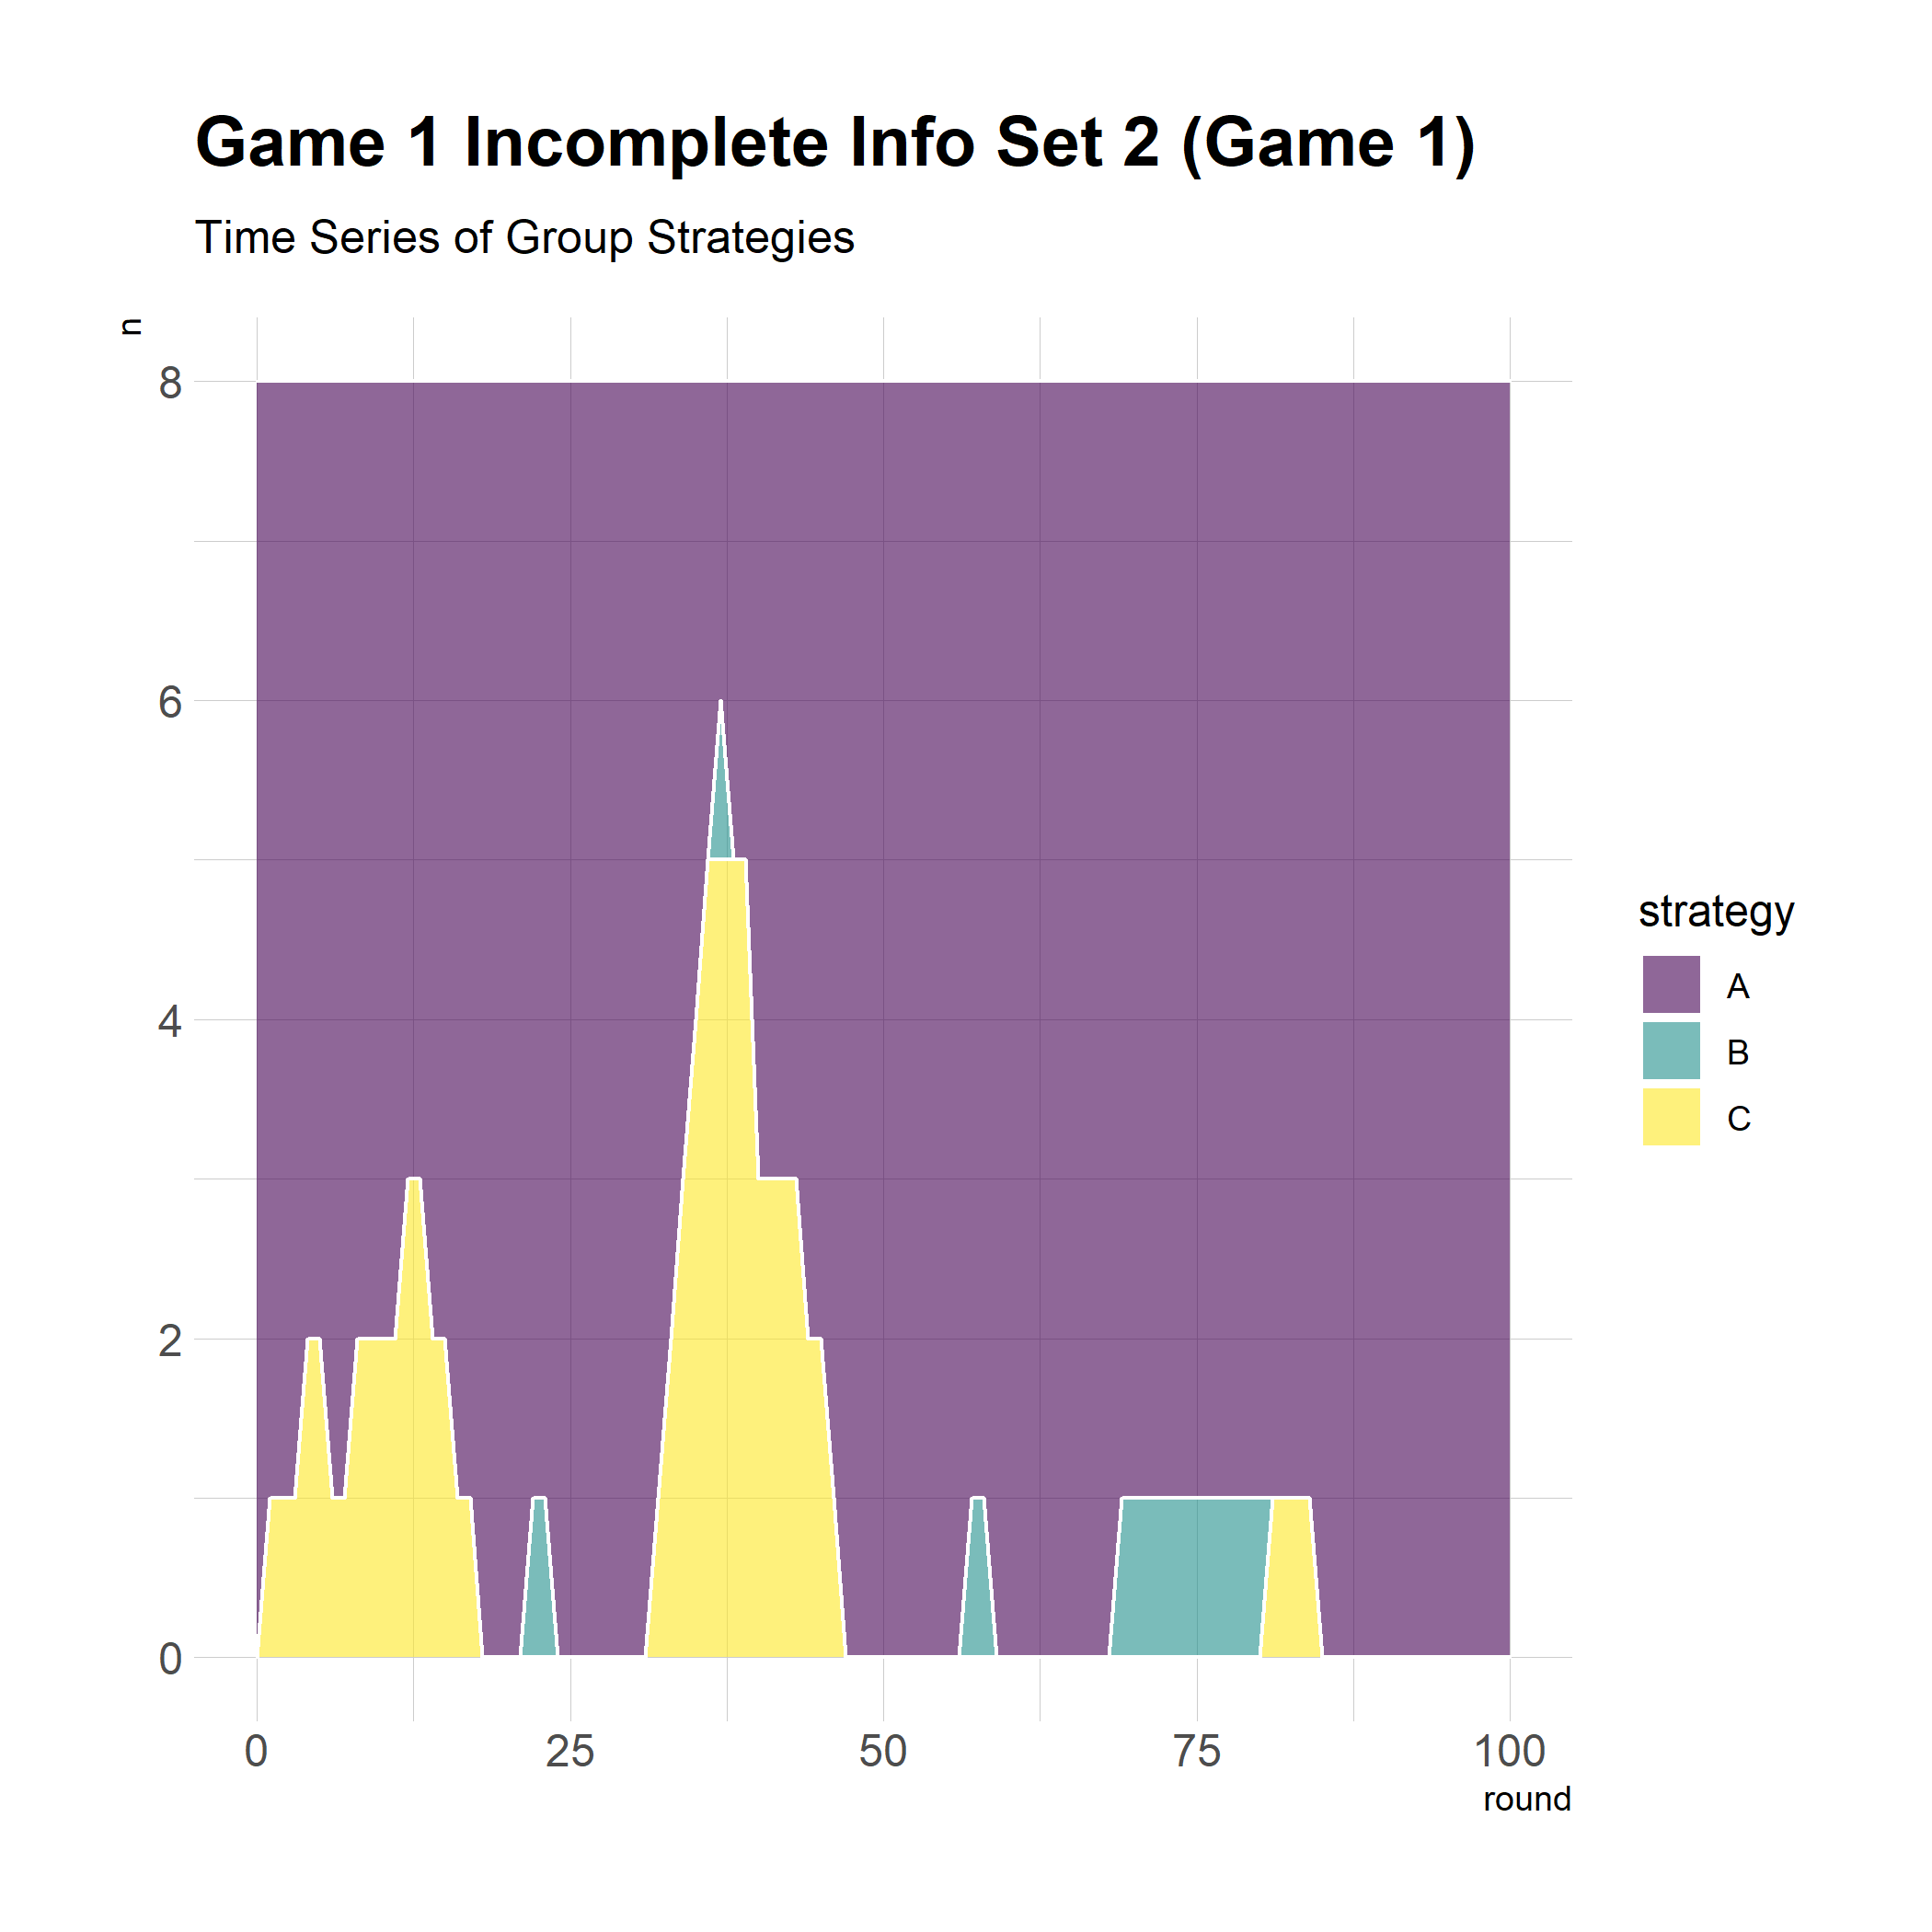 Game 1 Incomplete Info Set 2 (Game 1)
Time Series of Group Strategies
n
8
6
4
2
0
0 25 50 75 100
round
strategy
A
B
C